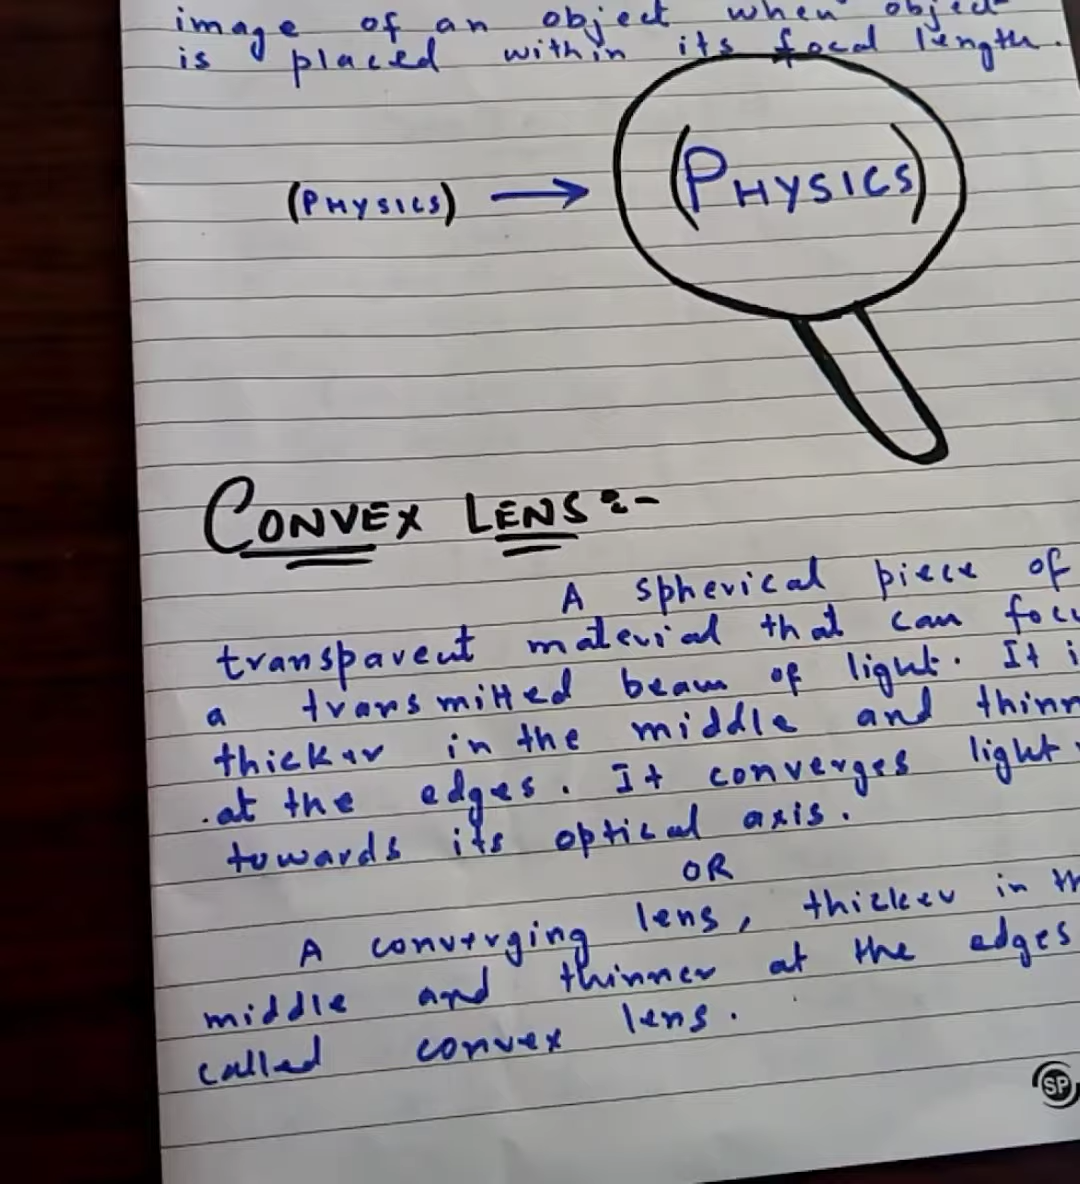 image of an object when object
is placed within its focal length.
(PHYSICS) → (PHYSICS)
CONVEX LENS :-
A spherical piece of
transparent material that can focu
a transmitted beam of light. It i
thicker in the middle and thinn
at the edges. It converges light
towards its optical axis.
OR
A converging lens, thicker in th
middle and thinner at the edges
called convex lens.
SP